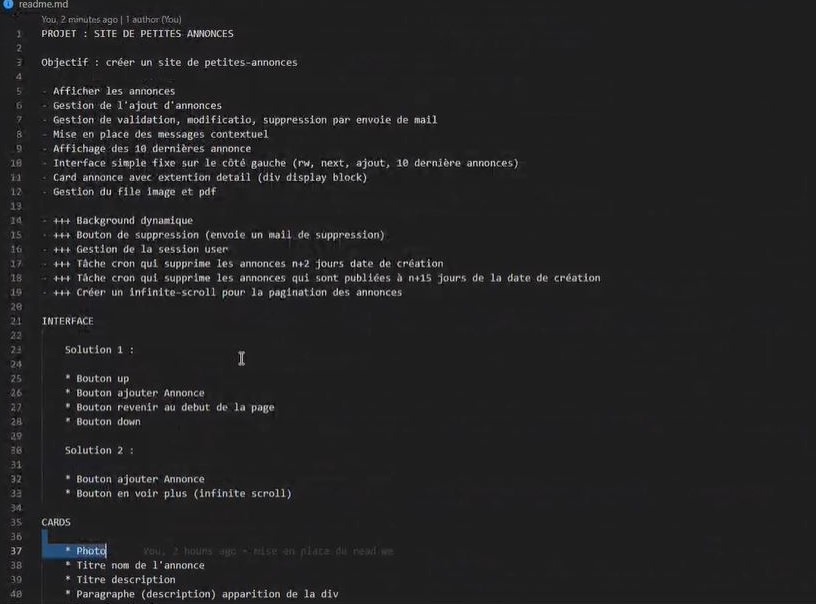 readme.md
You, 2 minutes ago | 1 author (You)
1 PROJET : SITE DE PETITES ANNONCES
2
3 Objectif : créer un site de petites-annonces
4
5 - Afficher les annonces
6 - Gestion de l'ajout d'annonces
7 - Gestion de validation, modificatio, suppression par envoie de mail
8 - Mise en place des messages contextuel
9 - Affichage des 10 dernières annonce
10 - Interface simple fixe sur le côté gauche (rw, next, ajout, 10 dernière annonces)
11 - Card annonce avec extention detail (div display block)
12 - Gestion du file image et pdf
13
14 - +++ Background dynamique
15 - +++ Bouton de suppression (envoie un mail de suppression)
16 - +++ Gestion de la session user
17 - +++ Tâche cron qui supprime les annonces n+2 jours date de création
18 - +++ Tâche cron qui supprime les annonces qui sont publiées à n+15 jours de la date de création
19 - +++ Créer un infinite-scroll pour la pagination des annonces
20
21 INTERFACE
22
23 Solution 1 :
24
25 * Bouton up
26 * Bouton ajouter Annonce
27 * Bouton revenir au debut de la page
28 * Bouton down
29
30 Solution 2 :
31
32 * Bouton ajouter Annonce
33 * Bouton en voir plus (infinite scroll)
34
35 CARDS
36
37 * Photo You, 2 hours ago • mise en place du read me
38 * Titre nom de l'annonce
39 * Titre description
40 * Paragraphe (description) apparition de la div